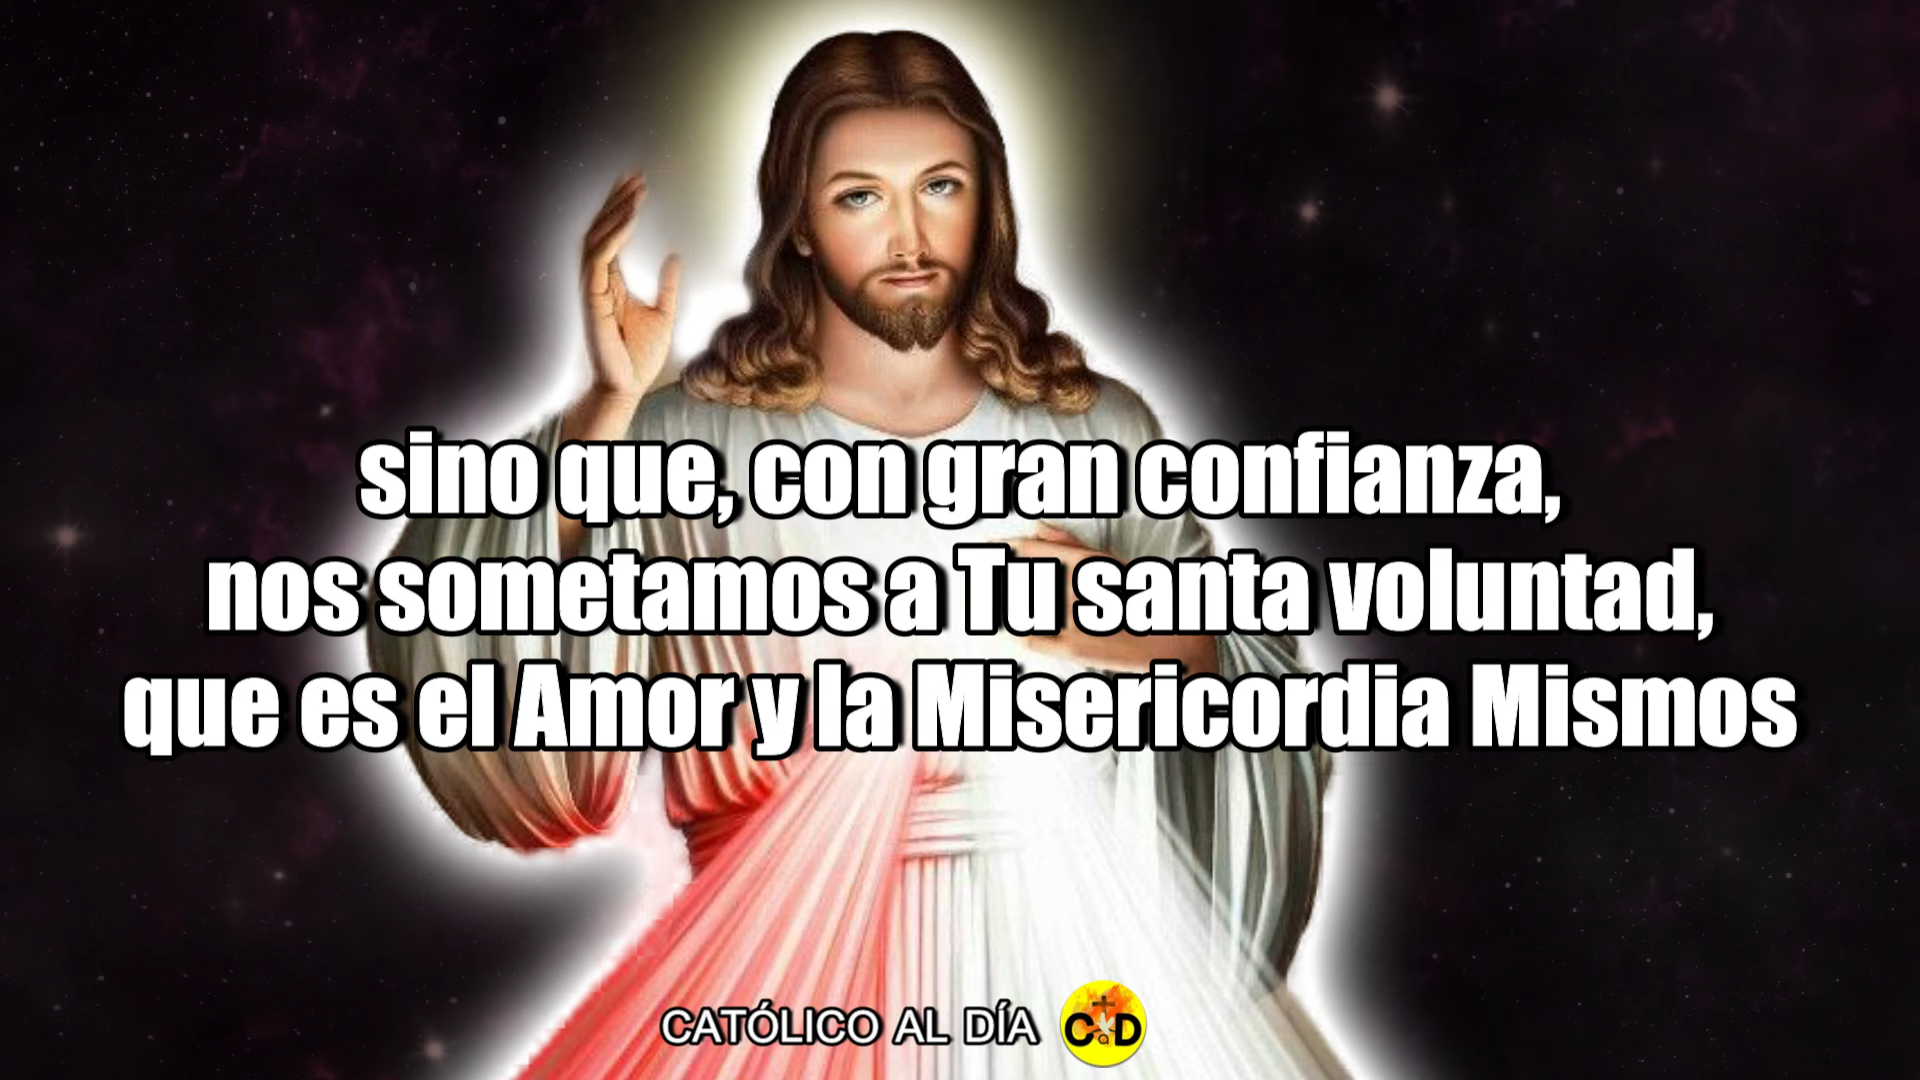 sino que, con gran confianza,
nos sometamos a Tu santa voluntad,
que es el Amor y la Misericordia Mismos
CATÓLICO AL DÍA CaD